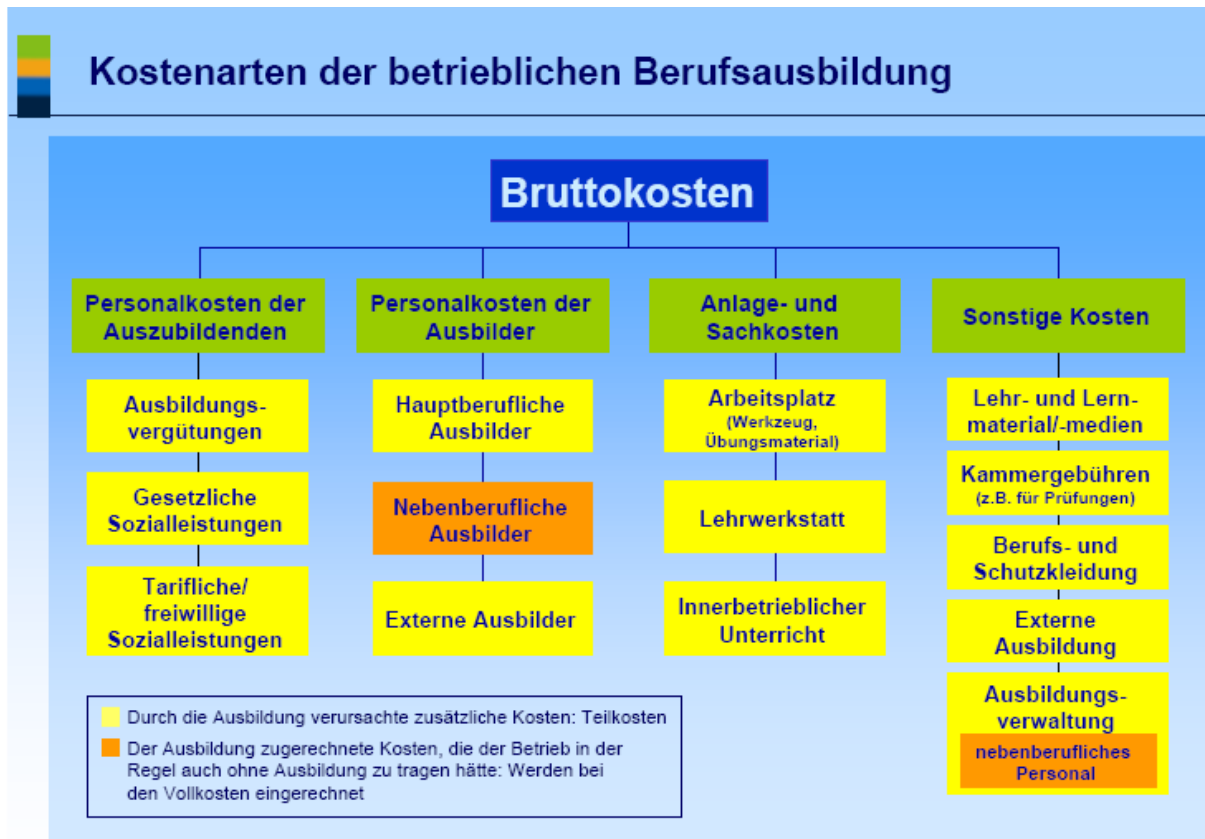 Kostenarten der betrieblichen Berufsausbildung
Bruttokosten
Personalkosten der
Auszubildenden
Ausbildungs-
vergütungen
Gesetzliche
Sozialleistungen
Tarifliche/
freiwillige
Sozialleistungen
Personalkosten der
Ausbilder
Hauptberufliche
Ausbilder
Nebenberufliche
Ausbilder
Externe Ausbilder
Anlage- und
Sachkosten
Arbeitsplatz
(Werkzeug,
Übungsmaterial)
Lehrwerkstatt
Innerbetrieblicher
Unterricht
Sonstige Kosten
Lehr- und Lern-
material/-medien
Kammergebühren
(z.B. für Prüfungen)
Berufs- und
Schutzkleidung
Externe
Ausbildung
Ausbildungs-
verwaltung
nebenberufliches
Personal
Durch die Ausbildung verursachte zusätzliche Kosten: Teilkosten
Der Ausbildung zugerechnete Kosten, die der Betrieb in der
Regel auch ohne Ausbildung zu tragen hätte: Werden bei
den Vollkosten eingerechnet